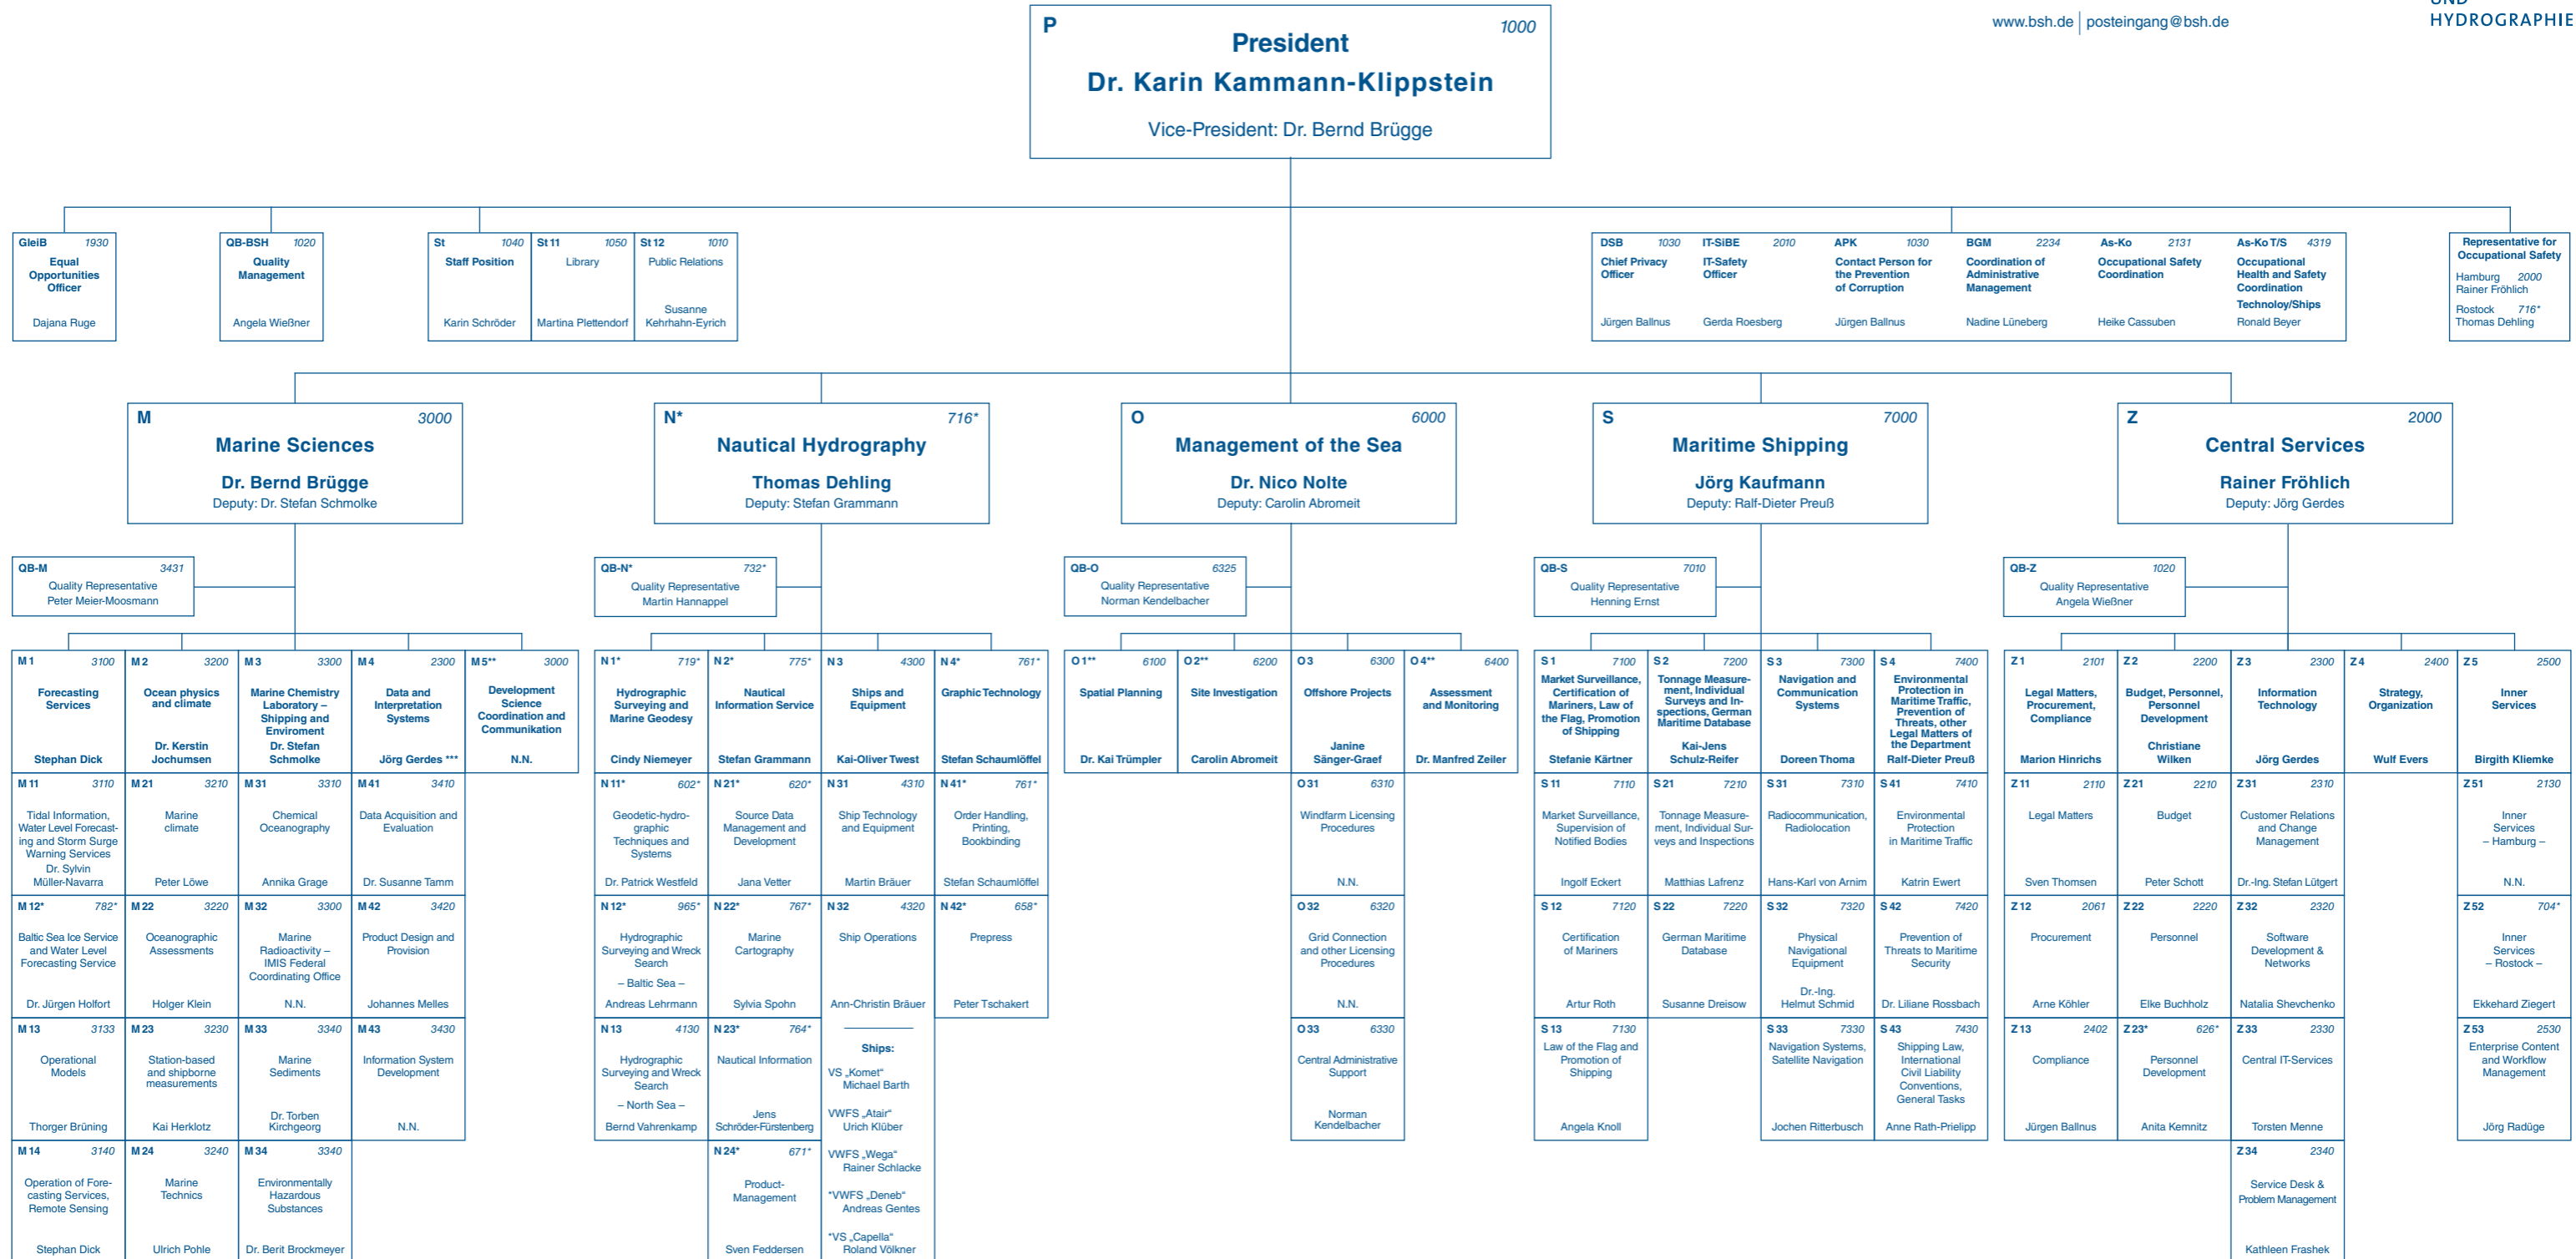 UND
HYDROGRAPHIE
www.bsh.de | posteingang@bsh.de
P 1000
President
Dr. Karin Kammann-Klippstein
Vice-President: Dr. Bernd Brügge
GleiB 1930
Equal
Opportunities
Officer
Dajana Ruge
QB-BSH 1020
Quality
Management
Angela Wießner
St 1040
Staff Position
Karin Schröder
St 11 1050
Library
Martina Plettendorf
St 12 1010
Public Relations
Susanne
Kehrhahn-Eyrich
DSB 1030
Chief Privacy
Officer
Jürgen Ballnus
IT-SiBE 2010
IT-Safety
Officer
Gerda Roesberg
APK 1030
Contact Person for
the Prevention
of Corruption
Jürgen Ballnus
BGM 2234
Coordination of
Administrative
Management
Nadine Lüneberg
As-Ko 2131
Occupational Safety
Coordination
Heike Cassuben
As-Ko T/S 4319
Occupational
Health and Safety
Coordination
Technoloy/Ships
Ronald Beyer
Representative for
Occupational Safety
Hamburg 2000
Rainer Fröhlich
Rostock 716*
Thomas Dehling
M 3000
Marine Sciences
Dr. Bernd Brügge
Deputy: Dr. Stefan Schmolke
N* 716*
Nautical Hydrography
Thomas Dehling
Deputy: Stefan Grammann
O 6000
Management of the Sea
Dr. Nico Nolte
Deputy: Carolin Abromeit
S 7000
Maritime Shipping
Jörg Kaufmann
Deputy: Ralf-Dieter Preuß
Z 2000
Central Services
Rainer Fröhlich
Deputy: Jörg Gerdes
QB-M 3431
Quality Representative
Peter Meier-Moosmann
QB-N* 732*
Quality Representative
Martin Hannappel
QB-O 6325
Quality Representative
Norman Kendelbacher
QB-S 7010
Quality Representative
Henning Ernst
QB-Z 1020
Quality Representative
Angela Wießner
M 1 3100
Forecasting
Services
Stephan Dick
M 2 3200
Ocean physics
and climate
Dr. Kerstin
Jochumsen
M 3 3300
Marine Chemistry
Laboratory –
Shipping and
Enviroment
Dr. Stefan
Schmolke
M 4 2300
Data and
Interpretation
Systems
Jörg Gerdes ***
M 5** 3000
Development
Science
Coordination and
Communikation
N.N.
M 11 3110
Tidal Information,
Water Level Forecast-
ing and Storm Surge
Warning Services
Dr. Sylvin
Müller-Navarra
M 21 3210
Marine
climate
Peter Löwe
M 31 3310
Chemical
Oceanography
Annika Grage
M 41 3410
Data Acquisition and
Evaluation
Dr. Susanne Tamm
M 12* 782*
Baltic Sea Ice Service
and Water Level
Forecasting Service
Dr. Jürgen Holfort
M 22 3220
Oceanographic
Assessments
Holger Klein
M 32 3300
Marine
Radioactivity –
IMIS Federal
Coordinating Office
N.N.
M 42 3420
Product Design and
Provision
Johannes Melles
M 13 3133
Operational
Models
Thorger Brüning
M 23 3230
Station-based
and shipborne
measurements
Kai Herklotz
M 33 3340
Marine
Sediments
Dr. Torben
Kirchgeorg
M 43 3430
Information System
Development
N.N.
M 14 3140
Operation of Fore-
casting Services,
Remote Sensing
Stephan Dick
M 24 3240
Marine
Technics
Ulrich Pohle
M 34 3340
Environmentally
Hazardous
Substances
Dr. Berit Brockmeyer
N 1* 719*
Hydrographic
Surveying and
Marine Geodesy
Cindy Niemeyer
N 2* 775*
Nautical
Information Service
Stefan Grammann
N 3 4300
Ships and
Equipment
Kai-Oliver Twest
N 4* 761*
Graphic Technology
Stefan Schaumlöffel
N 11* 602*
Geodetic-hydro-
graphic
Techniques and
Systems
Dr. Patrick Westfeld
N 21* 620*
Source Data
Management and
Development
Jana Vetter
N 31 4310
Ship Technology
and Equipment
Martin Bräuer
N 41* 761*
Order Handling,
Printing,
Bookbinding
Stefan Schaumlöffel
N 12* 965*
Hydrographic
Surveying and Wreck
Search
– Baltic Sea –
Andreas Lehrmann
N 22* 767*
Marine
Cartography
Sylvia Spohn
N 32 4320
Ship Operations
Ann-Christin Bräuer
N 42* 658*
Prepress
Peter Tschakert
N 13 4130
Hydrographic
Surveying and Wreck
Search
– North Sea –
Bernd Vahrenkamp
N 23* 764*
Nautical Information
Jens
Schröder-Fürstenberg
Ships:
VS „Komet“
Michael Barth
VWFS „Atair“
Urich Klüber
VWFS „Wega“
Rainer Schlacke
*VWFS „Deneb“
Andreas Gentes
*VS „Capella“
Roland Völkner
N 24* 671*
Product-
Management
Sven Feddersen
O 1** 6100
Spatial Planning
Dr. Kai Trümpler
O 2** 6200
Site Investigation
Carolin Abromeit
O 3 6300
Offshore Projects
Janine
Sänger-Graef
O 4** 6400
Assessment
and Monitoring
Dr. Manfred Zeiler
O 31 6310
Windfarm Licensing
Procedures
N.N.
O 32 6320
Grid Connection
and other Licensing
Procedures
N.N.
O 33 6330
Central Administrative
Support
Norman
Kendelbacher
S 1 7100
Market Surveillance,
Certification of
Mariners, Law of
the Flag, Promotion
of Shipping
Stefanie Kärtner
S 2 7200
Tonnage Measure-
ment, Individual
Surveys and In-
spections, German
Maritime Database
Kai-Jens
Schulz-Reifer
S 3 7300
Navigation and
Communication
Systems
Doreen Thoma
S 4 7400
Environmental
Protection in
Maritime Traffic,
Prevention of
Threats, other
Legal Matters of
the Department
Ralf-Dieter Preuß
S 11 7110
Market Surveillance,
Supervision of
Notified Bodies
Ingolf Eckert
S 21 7210
Tonnage Measure-
ment, Individual Sur-
veys and Inspections
Matthias Lafrenz
S 31 7310
Radiocommunication,
Radiolocation
Hans-Karl von Arnim
S 41 7410
Environmental
Protection
in Maritime Traffic
Katrin Ewert
S 12 7120
Certification
of Mariners
Artur Roth
S 22 7220
German Maritime
Database
Susanne Dreisow
S 32 7320
Physical
Navigational
Equipment
Dr.-Ing.
Helmut Schmid
S 42 7420
Prevention of
Threats to Maritime
Security
Dr. Liliane Rossbach
S 13 7130
Law of the Flag and
Promotion of
Shipping
Angela Knoll
S 33 7330
Navigation Systems,
Satellite Navigation
Jochen Ritterbusch
S 43 7430
Shipping Law,
International
Civil Liability
Conventions,
General Tasks
Anne Rath-Prielipp
Z 1 2101
Legal Matters,
Procurement,
Compliance
Marion Hinrichs
Z 2 2200
Budget, Personnel,
Personnel
Development
Christiane
Wilken
Z 3 2300
Information
Technology
Jörg Gerdes
Z 4 2400
Strategy,
Organization
Wulf Evers
Z 5 2500
Inner
Services
Birgith Kliemke
Z 11 2110
Legal Matters
Sven Thomsen
Z 21 2210
Budget
Peter Schott
Z 31 2310
Customer Relations
and Change
Management
Dr.-Ing. Stefan Lütgert
Z 51 2130
Inner
Services
– Hamburg –
N.N.
Z 12 2061
Procurement
Arne Köhler
Z 22 2220
Personnel
Elke Buchholz
Z 32 2320
Software
Development &
Networks
Natalia Shevchenko
Z 52 704*
Inner
Services
– Rostock –
Ekkehard Ziegert
Z 13 2402
Compliance
Jürgen Ballnus
Z 23* 626*
Personnel
Development
Anita Kemnitz
Z 33 2330
Central IT-Services
Torsten Menne
Z 53 2530
Enterprise Content
and Workflow
Management
Jörg Radüge
Z 34 2340
Service Desk &
Problem Management
Kathleen Frashek